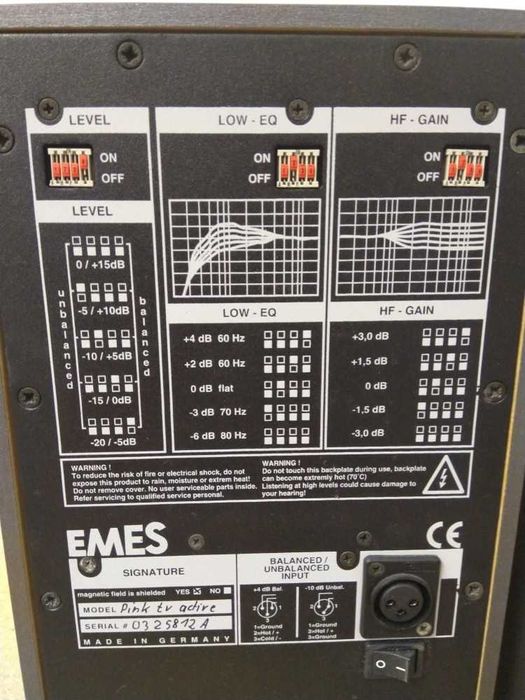 LEVEL
LOW - EQ
HF - GAIN
ON
OFF
ON
OFF
ON
OFF
LEVEL
unbalanced
balanced
0 / +15dB
-5 / +10dB
-10 / +5dB
-15 / 0dB
-20 / -5dB
LOW - EQ
+4 dB 60 Hz
+2 dB 60 Hz
0 dB flat
-3 dB 70 Hz
-6 dB 80 Hz
HF - GAIN
+3,0 dB
+1,5 dB
0 dB
-1,5 dB
-3,0 dB
WARNING !
To reduce the risk of fire or electrical shock, do not
expose this product to rain, moisture or extrem heat!
Do not remove cover. No user serviceable parts inside.
Refer servicing to qualified service personal.
WARNING !
Do not touch this backplate during use, backplate
can become extremly hot (70°C)
Listening at high levels could cause damage to
your hearing!
EMES
CE
SIGNATURE
magnetic field is shielded YES NO
MODEL Pink tv active
SERIAL # 0325812A
MADE IN GERMANY
BALANCED/
UNBALANCED
INPUT
+4 dB Bal.
2 1
3
1=Ground
2=Hot / +
3=Cold / -
-10 dB Unbal.
2 1
3
1=Ground
2=Hot / +
3=Ground
O I